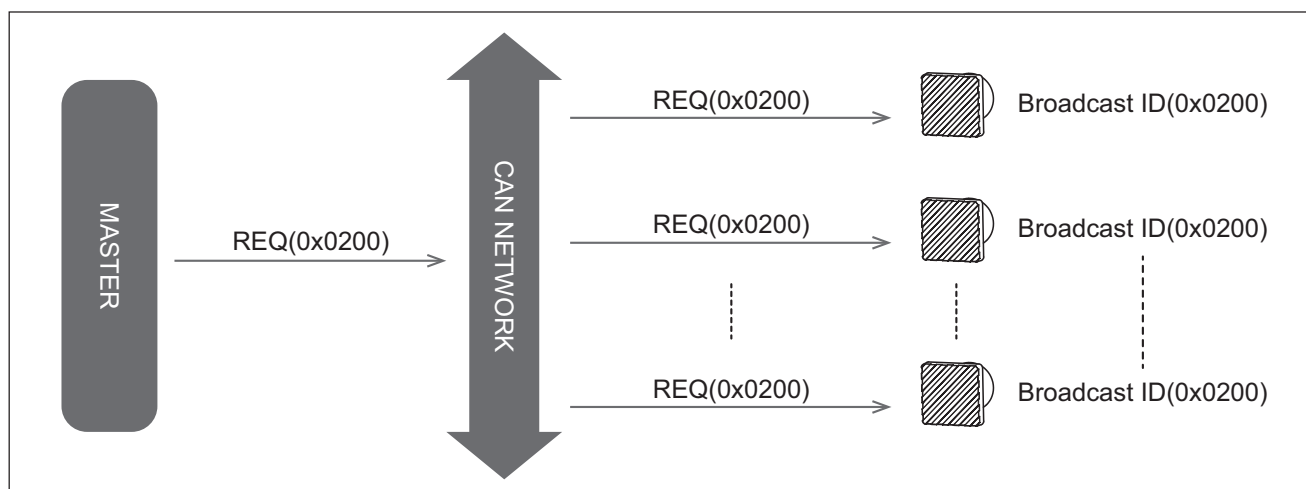 MASTER
REQ(0x0200)
CAN NETWORK
REQ(0x0200)
Broadcast ID(0x0200)
REQ(0x0200)
Broadcast ID(0x0200)
REQ(0x0200)
Broadcast ID(0x0200)